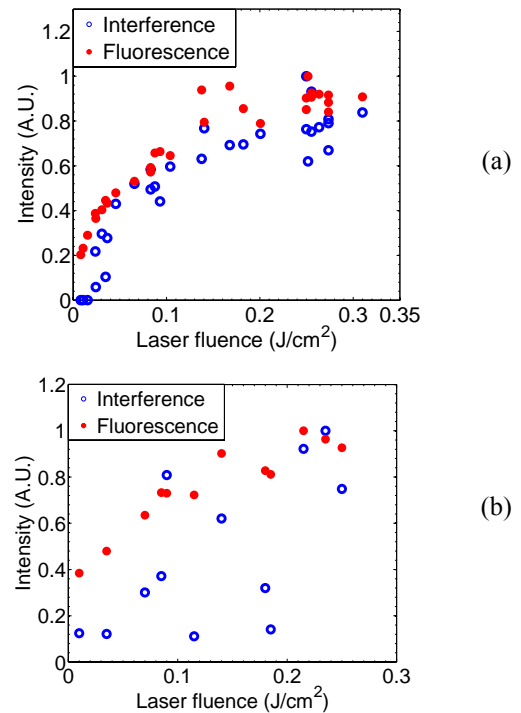 Interference
Fluorescence
Intensity (A.U.)
1.2
1
0.8
0.6
0.4
0.2
0
0
0.1
0.2
0.3
0.35
Laser fluence (J/cm²)
(a)
Interference
Fluorescence
Intensity (A.U.)
1.2
1
0.8
0.6
0.4
0.2
0
0
0.1
0.2
0.3
Laser fluence (J/cm²)
(b)